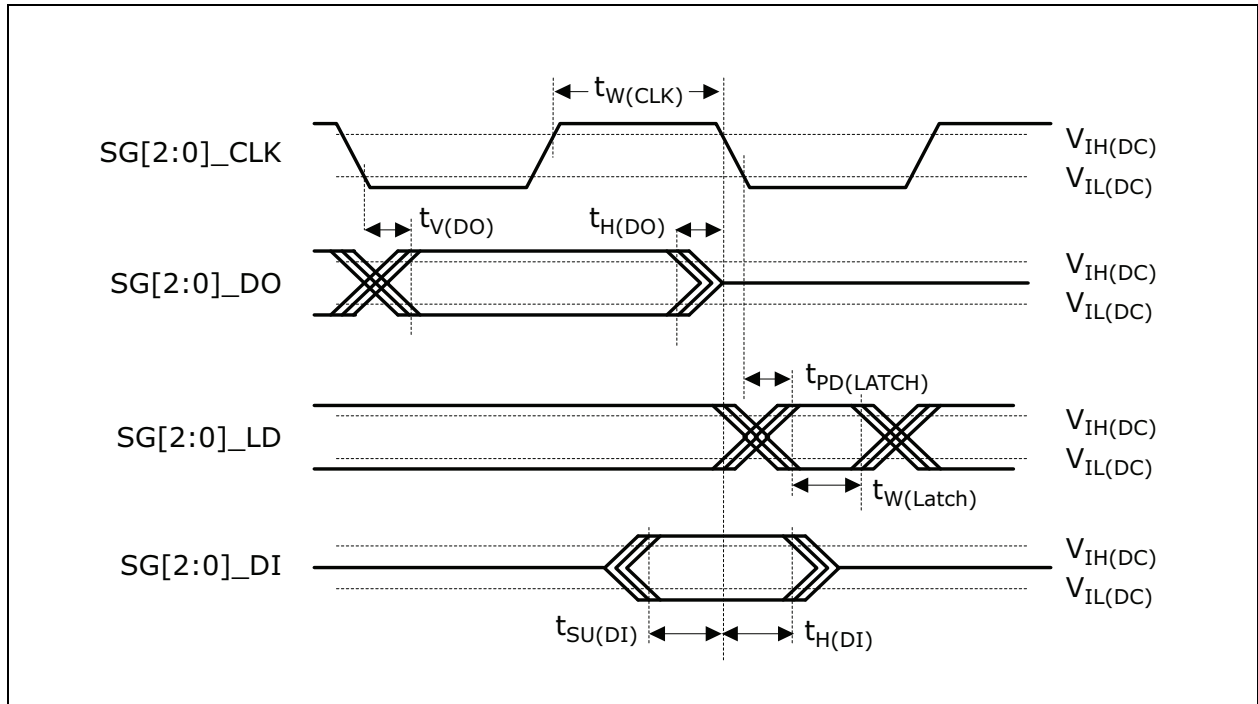 tW(CLK)
SG[2:0]_CLK
VIH(DC)
VIL(DC)
tV(DO)
tH(DO)
SG[2:0]_DO
VIH(DC)
VIL(DC)
tPD(LATCH)
SG[2:0]_LD
VIH(DC)
VIL(DC)
tW(Latch)
SG[2:0]_DI
VIH(DC)
VIL(DC)
tSU(DI)
tH(DI)